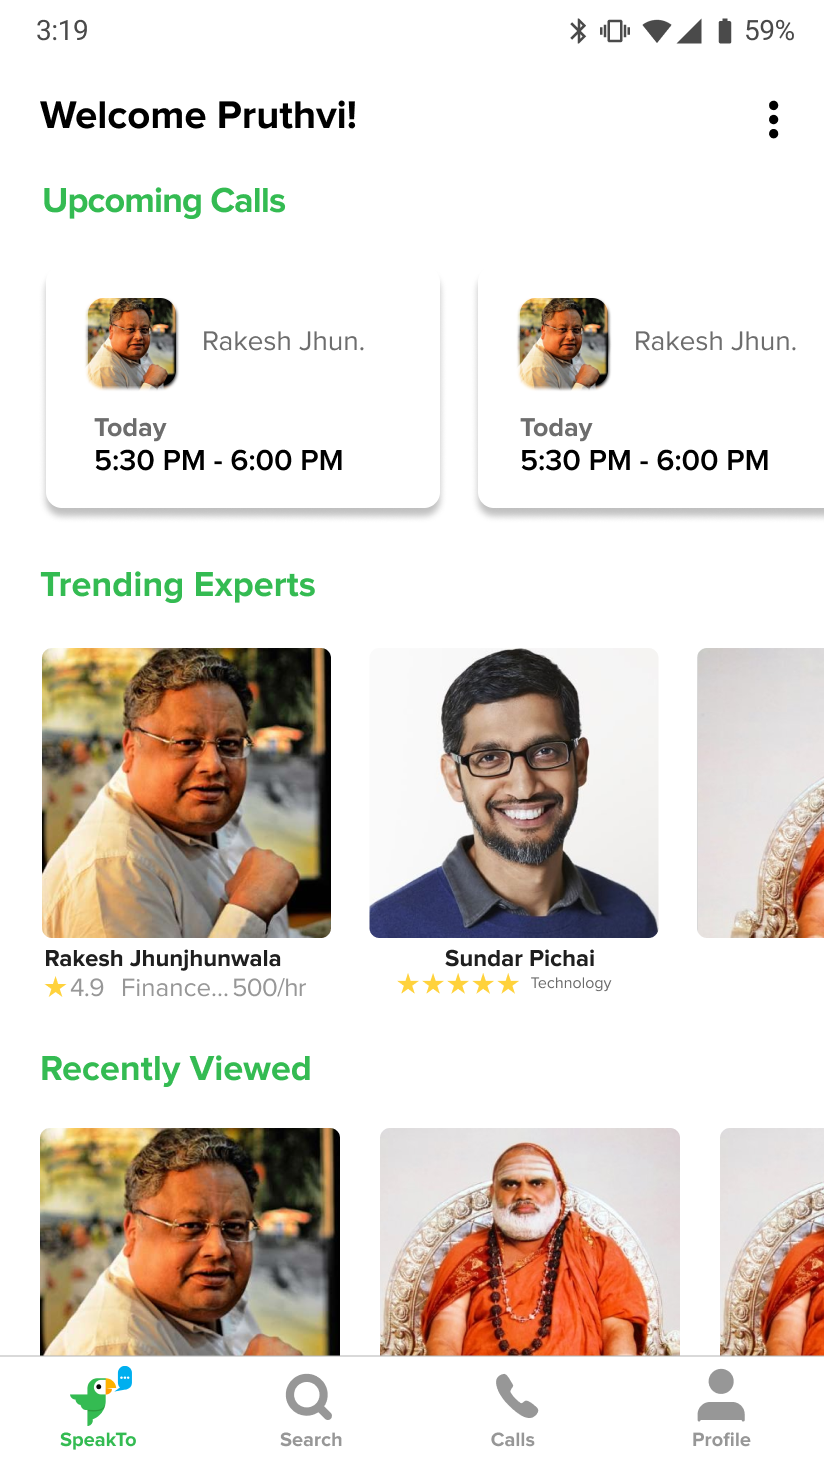 3:19 59%
Welcome Pruthvi!
Upcoming Calls
Rakesh Jhun. Rakesh Jhun.
Today Today
5:30 PM - 6:00 PM 5:30 PM - 6:00 PM
Trending Experts
Rakesh Jhunjhunwala Sundar Pichai
4.9 Finance... 500/hr Technology
Recently Viewed
SpeakTo Search Calls Profile